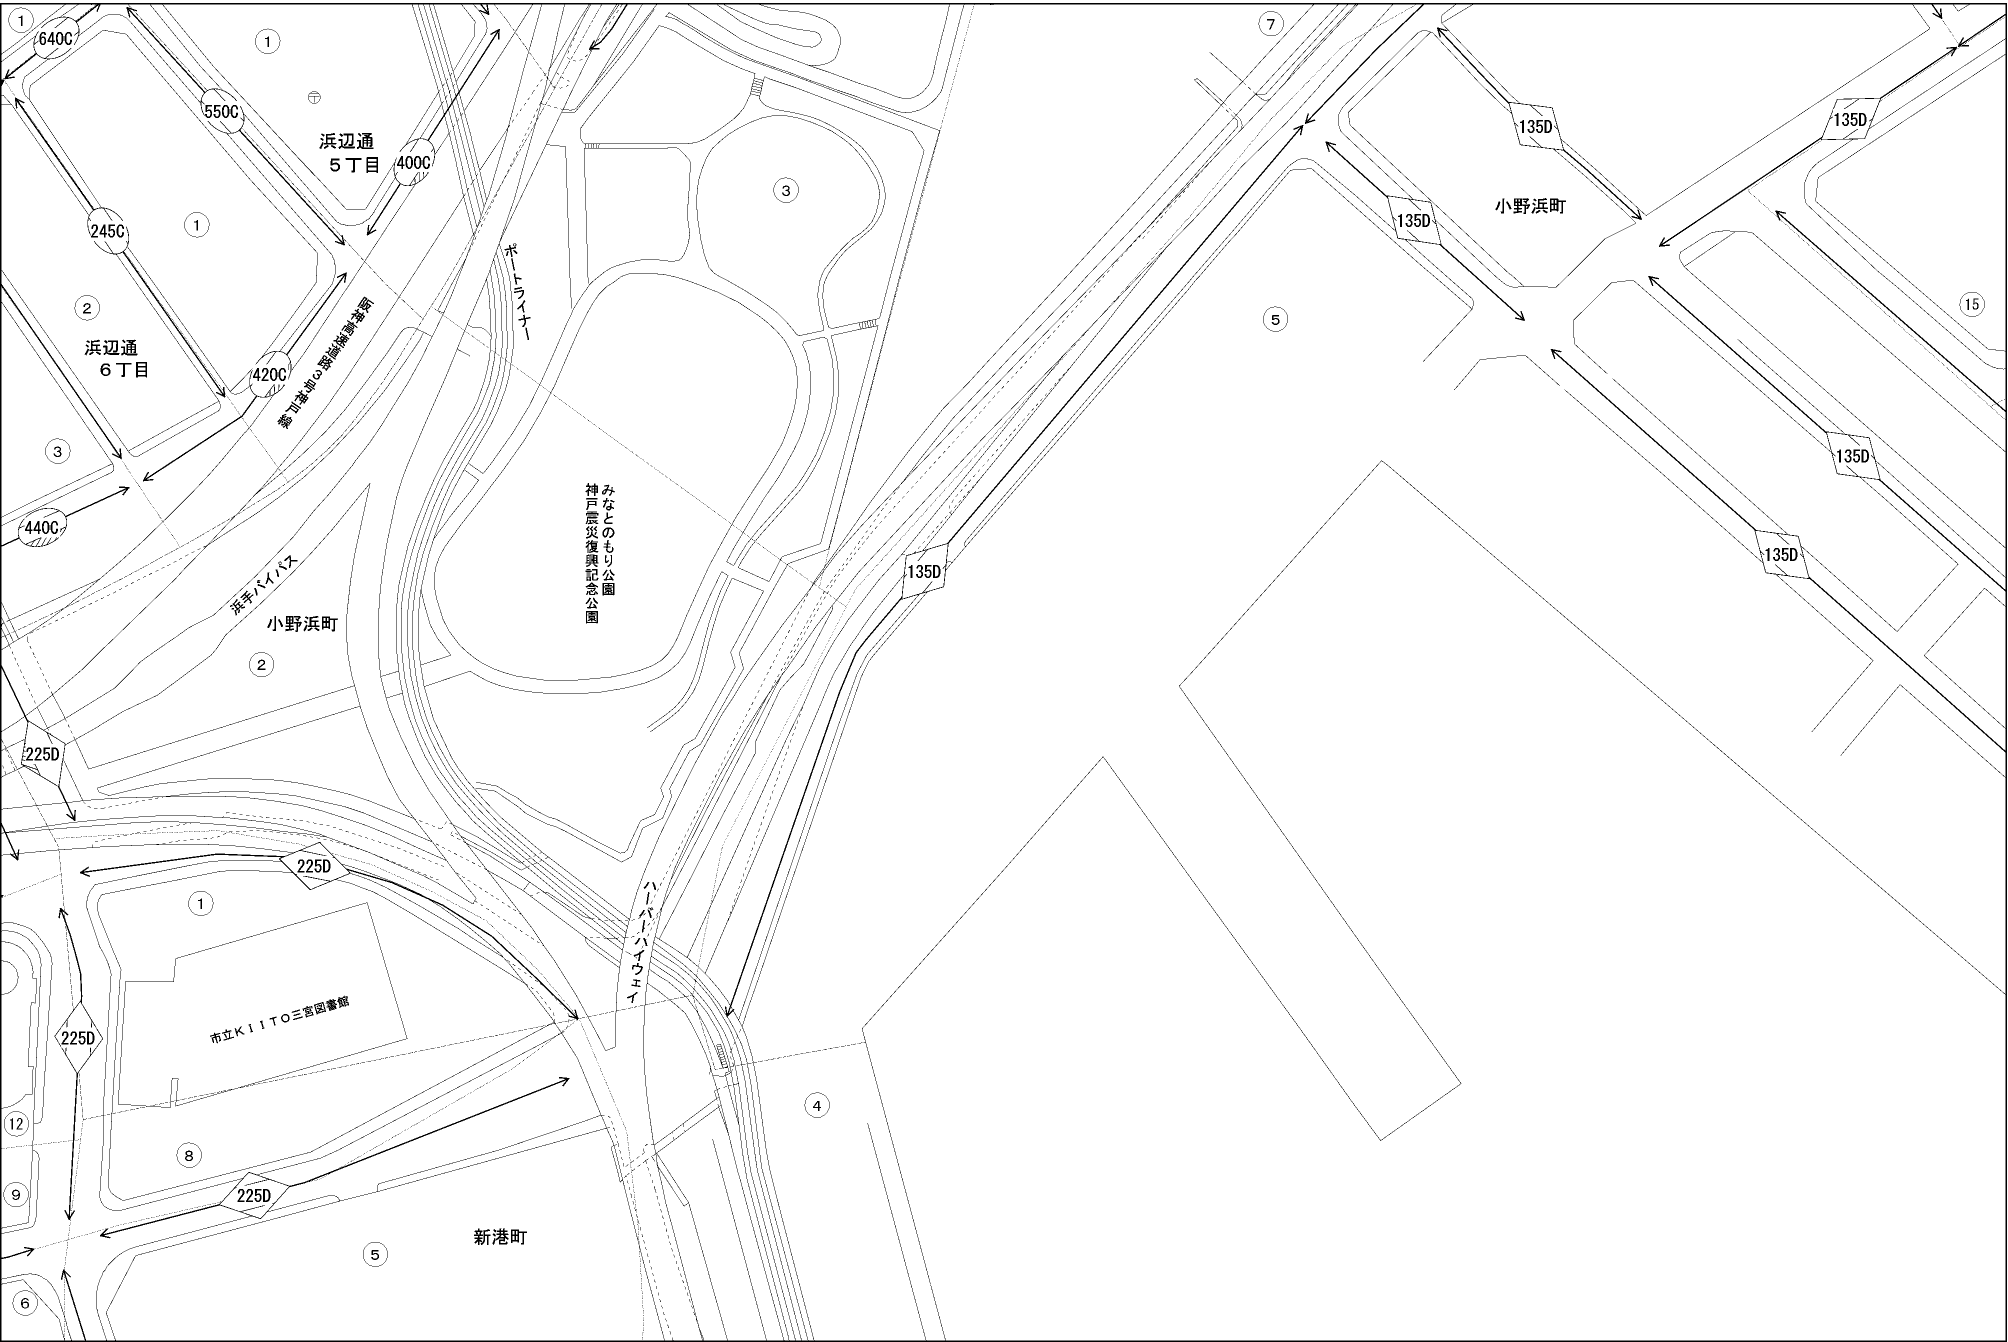 1
640C
1
7
550C
135D
135D
浜辺通
5丁目
400C
3
小野浜町
135D
245C
1
ポートライナー
2
5
15
浜辺通
6丁目
阪神高速道路3号神戸線
420C
3
135D
440C
みなとのもり公園
神戸震災復興記念公園
135D
135D
浜手バイパス
小野浜町
2
225D
225D
1
ハーバーハイウェイ
市立KIITO三宮図書館
225D
12
4
8
9
225D
新港町
5
6